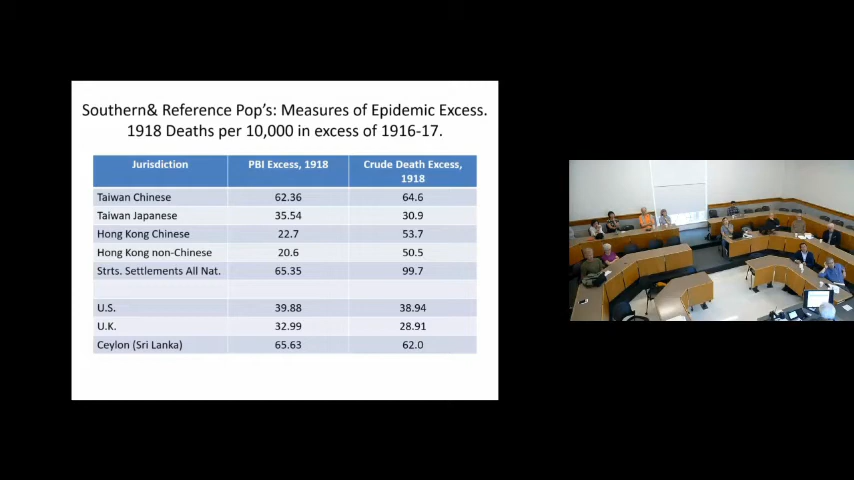 Southern& Reference Pop's: Measures of Epidemic Excess.
1918 Deaths per 10,000 in excess of 1916-17.
Jurisdiction PBI Excess, 1918 Crude Death Excess,
1918
Taiwan Chinese 62.36 64.6
Taiwan Japanese 35.54 30.9
Hong Kong Chinese 22.7 53.7
Hong Kong non-Chinese 20.6 50.5
Strts. Settlements All Nat. 65.35 99.7
U.S. 39.88 38.94
U.K. 32.99 28.91
Ceylon (Sri Lanka) 65.63 62.0